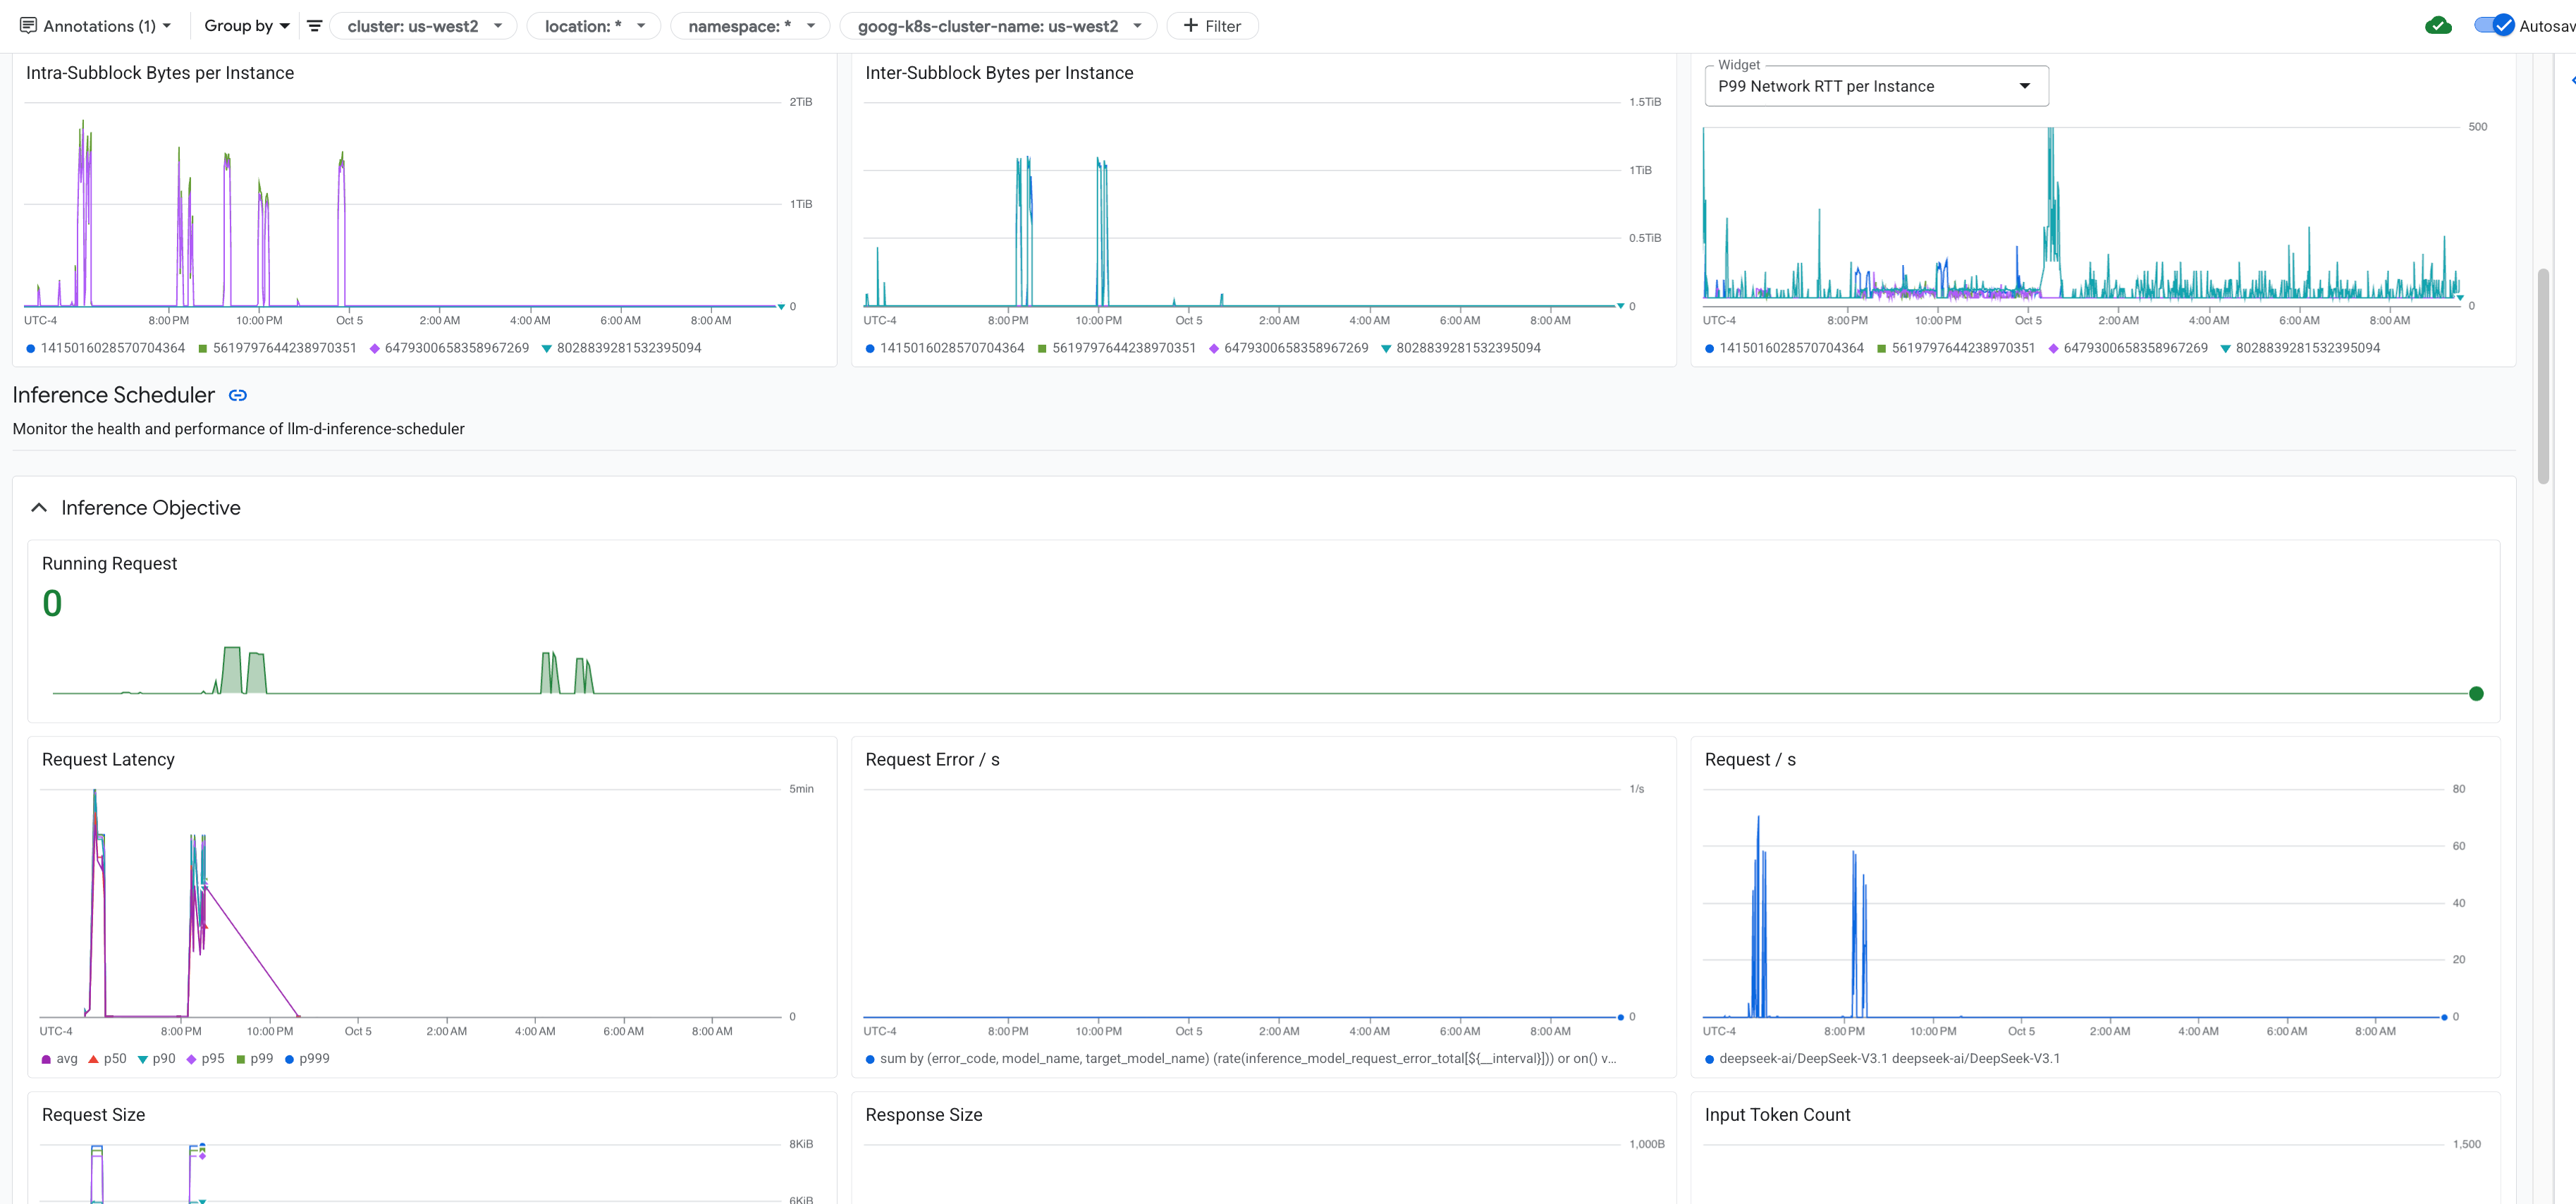 Annotations (1)
Group by
cluster: us-west2
location: *
namespace: *
goog-k8s-cluster-name: us-west2
Filter
Autosav
Intra-Subblock Bytes per Instance
2TiB
1TiB
0
UTC-4 8:00 PM 10:00 PM Oct 5 2:00 AM 4:00 AM 6:00 AM 8:00 AM
1415016028570704364 5619797644238970351 6479300658358967269 8028839281532395094
Inter-Subblock Bytes per Instance
1.5TiB
1TiB
0.5TiB
0
UTC-4 8:00 PM 10:00 PM Oct 5 2:00 AM 4:00 AM 6:00 AM 8:00 AM
1415016028570704364 5619797644238970351 6479300658358967269 8028839281532395094
Widget
P99 Network RTT per Instance
500
0
UTC-4 8:00 PM 10:00 PM Oct 5 2:00 AM 4:00 AM 6:00 AM 8:00 AM
1415016028570704364 5619797644238970351 6479300658358967269 8028839281532395094
Inference Scheduler
Monitor the health and performance of llm-d-inference-scheduler
Inference Objective
Running Request
0
Request Latency
5min
0
UTC-4 8:00 PM 10:00 PM Oct 5 2:00 AM 4:00 AM 6:00 AM 8:00 AM
avg p50 p90 p95 p99 p999
Request Error / s
1/s
0
UTC-4 8:00 PM 10:00 PM Oct 5 2:00 AM 4:00 AM 6:00 AM 8:00 AM
sum by (error_code, model_name, target_model_name) (rate(inference_model_request_error_total[${__interval}])) or on() v...
Request / s
80
60
40
20
0
UTC-4 8:00 PM 10:00 PM Oct 5 2:00 AM 4:00 AM 6:00 AM 8:00 AM
deepseek-ai/DeepSeek-V3.1 deepseek-ai/DeepSeek-V3.1
Request Size
8KiB
6KiB
Response Size
1,000B
Input Token Count
1,500